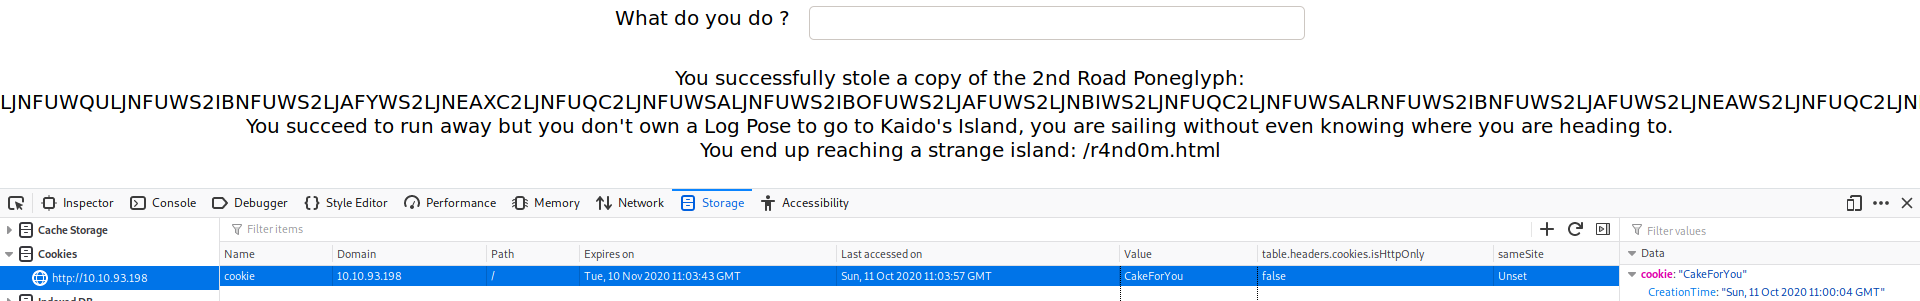 What do you do ?
You successfully stole a copy of the 2nd Road Poneglyph:
LJNFUWQULJNFUWS2IBNFUWS2LJAFYWS2LJNEAXC2LJNFUQC2LJNFUWSALJNFUWS2IBOFUWS2LJAFUWS2LJNBIWS2LJNFUQC2LJNFUWSALRNFUWS2IBNFUWS2LJAFUWS2LJNEAWS2LJNFUQC2LJN
You succeed to run away but you don't own a Log Pose to go to Kaido's Island, you are sailing without even knowing where you are heading to.
You end up reaching a strange island: /r4nd0m.html
Inspector Console Debugger Style Editor Performance Memory Network Storage Accessibility
Cache Storage Filter items Filter values
Cookies Name Domain Path Expires on Last accessed on Value table.headers.cookies.isHttpOnly sameSite Data
http://10.10.93.198 cookie 10.10.93.198 / Tue, 10 Nov 2020 11:03:43 GMT Sun, 11 Oct 2020 11:03:57 GMT CakeForYou false Unset cookie: "CakeForYou"
Indexed DB CreationTime: "Sun, 11 Oct 2020 11:00:04 GMT"